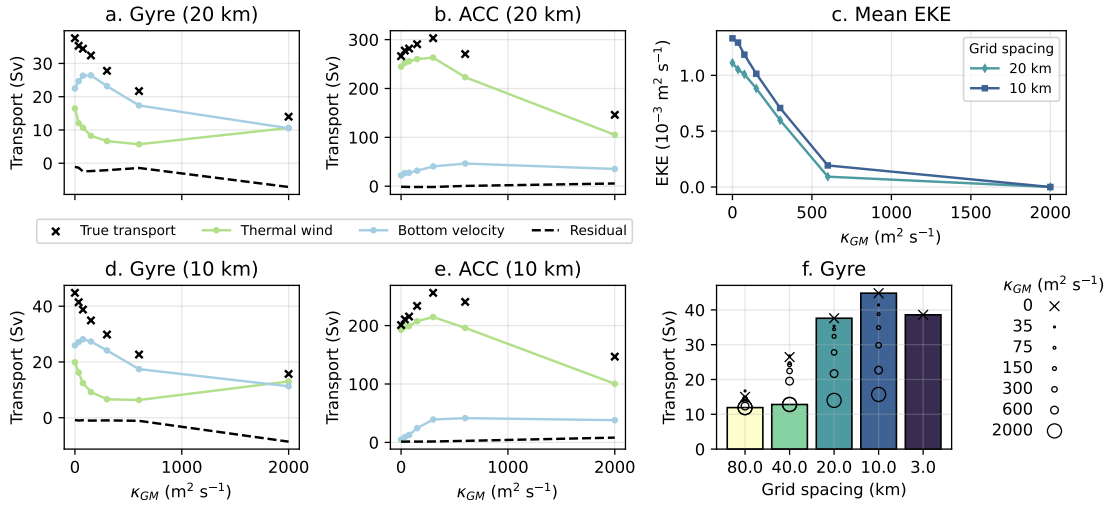 a. Gyre (20 km)
Transport (Sv)
30
20
10
0
b. ACC (20 km)
Transport (Sv)
300
200
100
0
c. Mean EKE
EKE (10⁻³ m² s⁻¹)
1.0
0.5
0.0
Grid spacing
20 km
10 km
0 500 1000 1500 2000
κ_GM (m² s⁻¹)
True transport Thermal wind Bottom velocity Residual
d. Gyre (10 km)
Transport (Sv)
40
20
0
0 1000 2000
κ_GM (m² s⁻¹)
e. ACC (10 km)
Transport (Sv)
200
100
0
0 1000 2000
κ_GM (m² s⁻¹)
f. Gyre
Transport (Sv)
40
30
20
10
0
80.0 40.0 20.0 10.0 3.0
Grid spacing (km)
κ_GM (m² s⁻¹)
0
35
75
150
300
600
2000